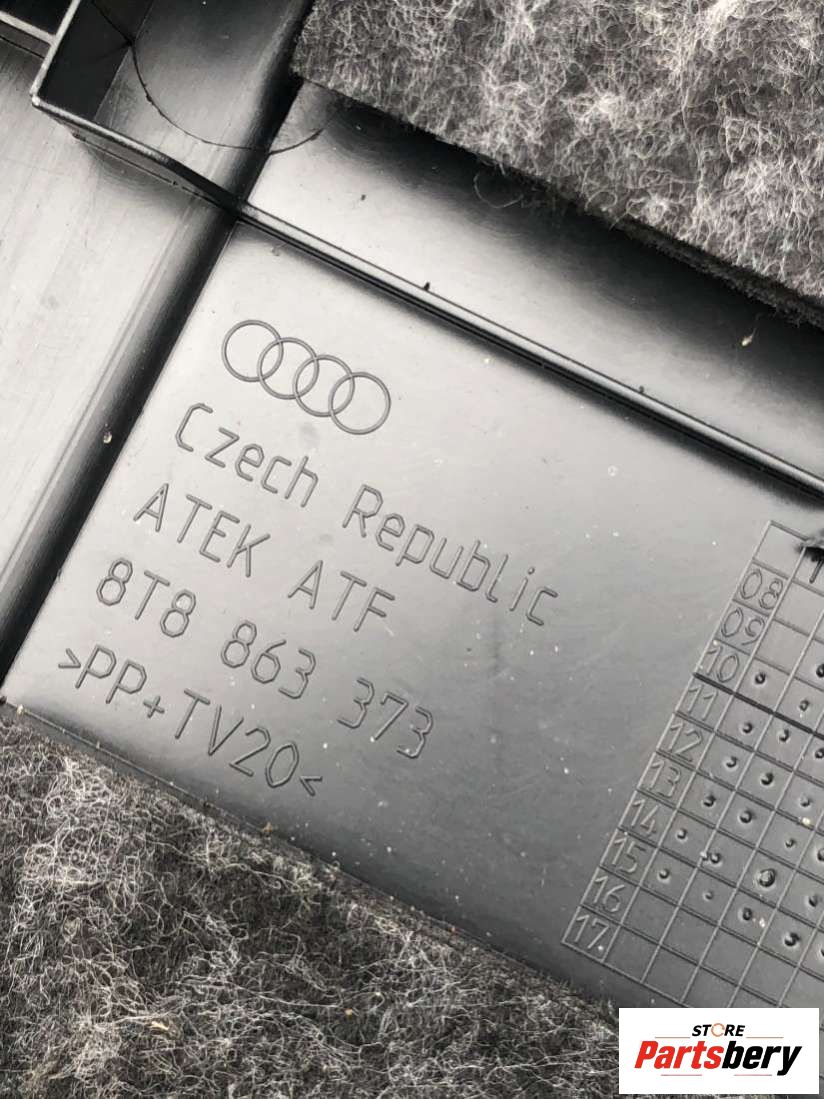 Czech Republic
ATEK ATF
8T8 863 373
>PP+TV20<
08
09
10
11
12
13
14
15
16
17
STORE
Partsbery